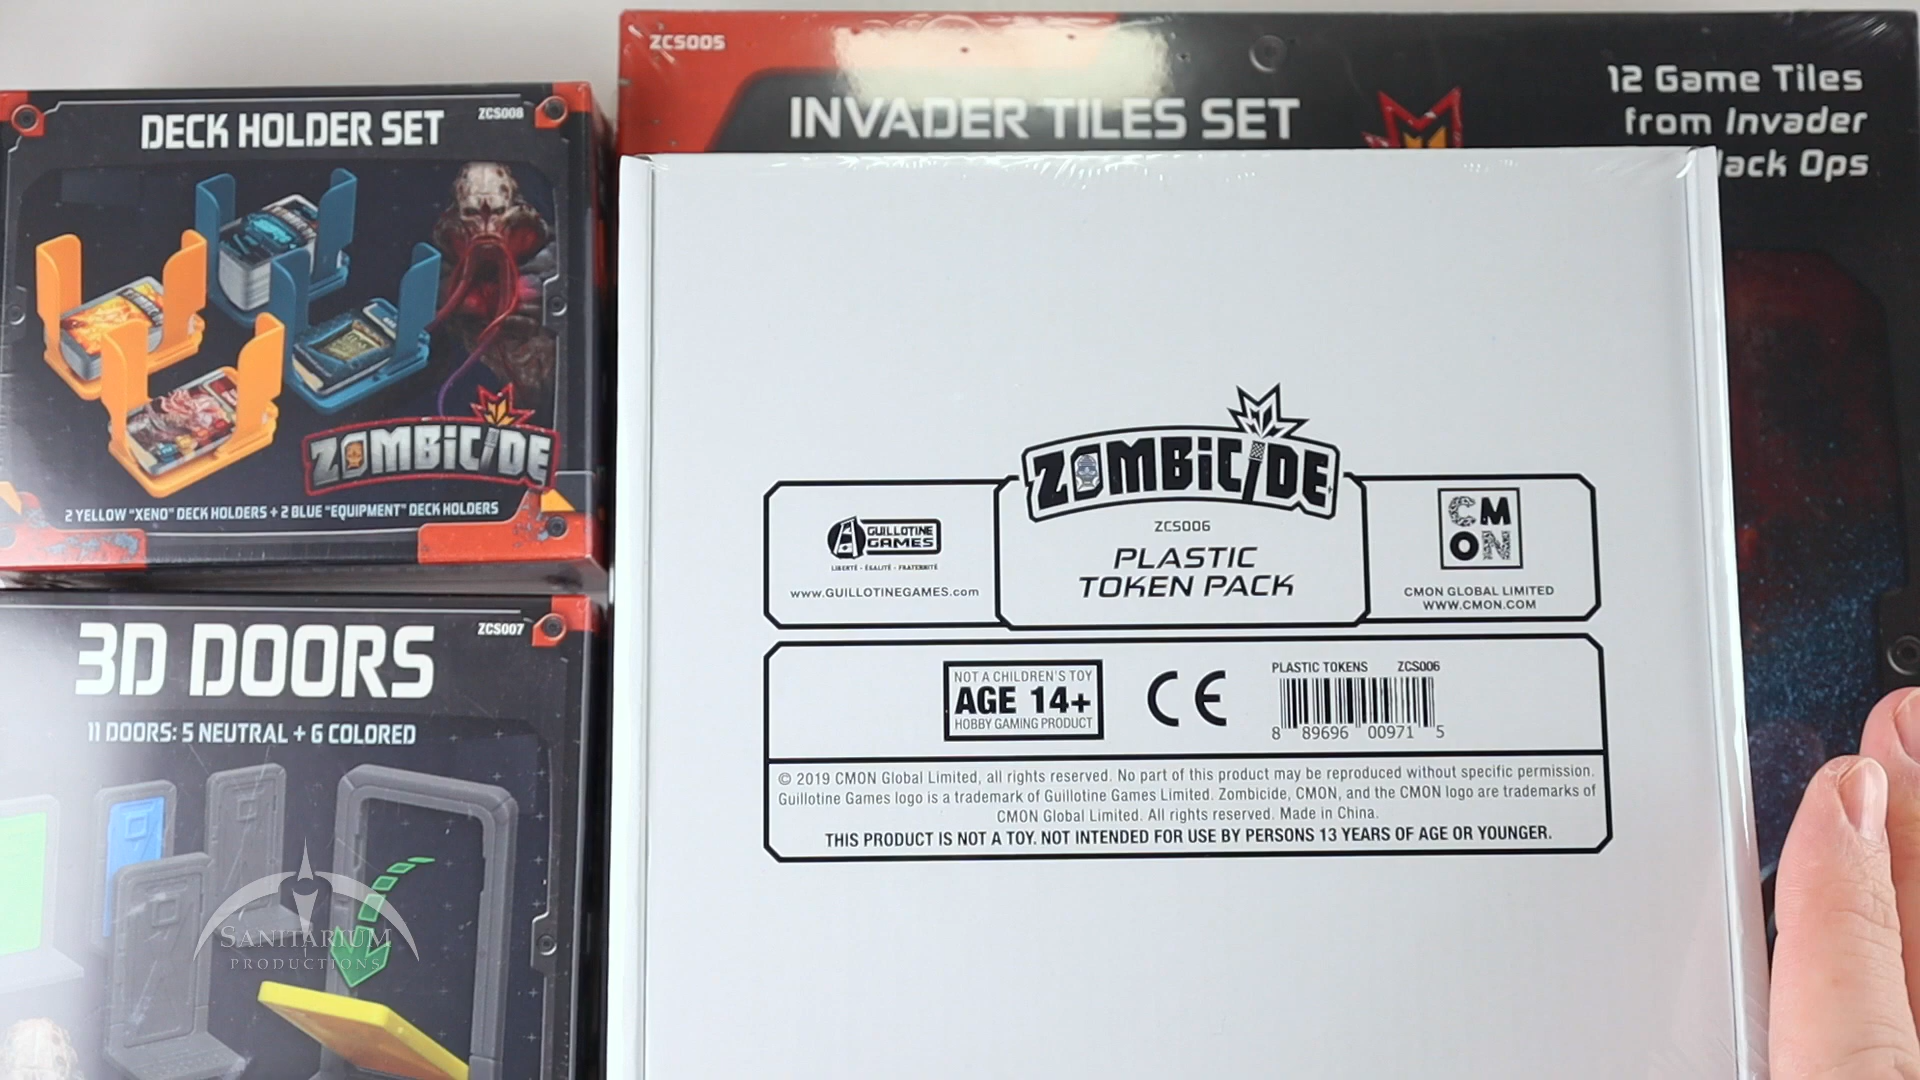 ZCS005
INVADER TILES SET
12 Game Tiles
from Invader
lack Ops
DECK HOLDER SET
ZCS008
ZOMBICIDE
2 YELLOW "XENO" DECK HOLDERS + 2 BLUE "EQUIPMENT" DECK HOLDERS
3D DOORS
ZCS007
11 DOORS: 5 NEUTRAL + 6 COLORED
SANITARIUM
PRODUCTIONS
ZOMBICIDE
ZCS006
PLASTIC
TOKEN PACK
GUILLOTINE
GAMES
LIBERTÉ - ÉGALITÉ - FRATERNITÉ
www.GUILLOTINEGAMES.com
CMON
CMON GLOBAL LIMITED
WWW.CMON.COM
NOT A CHILDREN'S TOY
AGE 14+
HOBBY GAMING PRODUCT
CE
PLASTIC TOKENS ZCS006
8 89696 00971 5
© 2019 CMON Global Limited, all rights reserved. No part of this product may be reproduced without specific permission.
Guillotine Games logo is a trademark of Guillotine Games Limited. Zombicide, CMON, and the CMON logo are trademarks of
CMON Global Limited. All rights reserved. Made in China.
THIS PRODUCT IS NOT A TOY. NOT INTENDED FOR USE BY PERSONS 13 YEARS OF AGE OR YOUNGER.